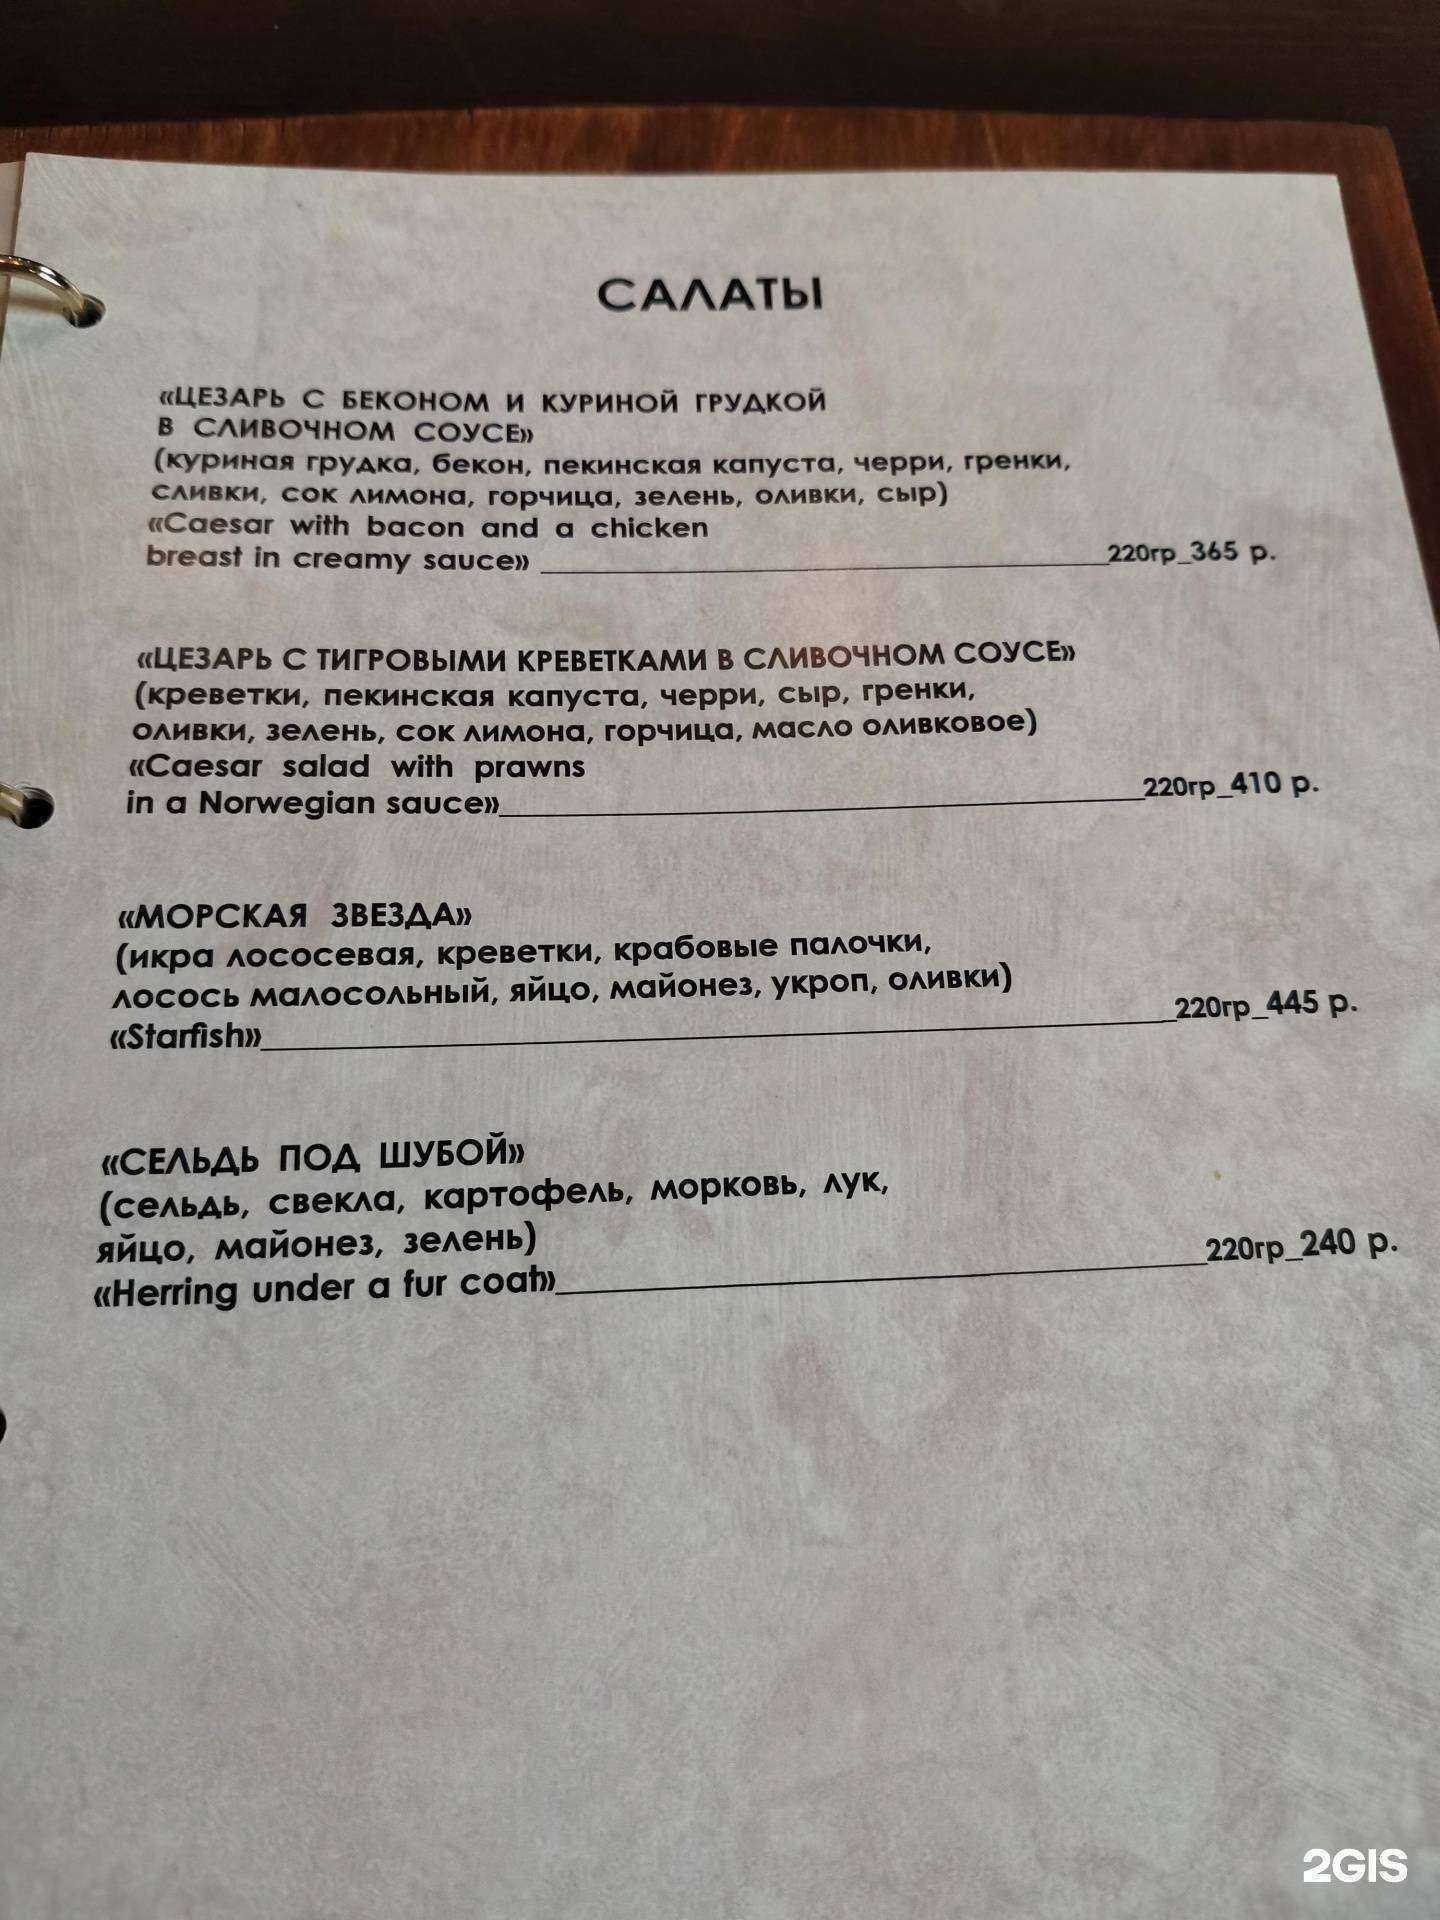 САЛАТЫ
«ЦЕЗАРЬ С БЕКОНОМ И КУРИНОЙ ГРУДКОЙ
В СЛИВОЧНОМ СОУСЕ»
(куриная грудка, бекон, пекинская капуста, черри, гренки,
сливки, сок лимона, горчица, зелень, оливки, сыр)
«Caesar with bacon and a chicken
breast in creamy sauce» 220гр_365 р.
«ЦЕЗАРЬ С ТИГРОВЫМИ КРЕВЕТКАМИ В СЛИВОЧНОМ СОУСЕ»
(креветки, пекинская капуста, черри, сыр, гренки,
оливки, зелень, сок лимона, горчица, масло оливковое)
«Caesar salad with prawns
in a Norwegian sauce» 220гр_410 р.
«МОРСКАЯ ЗВЕЗДА»
(икра лососевая, креветки, крабовые палочки,
лосось малосольный, яйцо, майонез, укроп, оливки)
«Starfish» 220гр_445 р.
«СЕЛЬДЬ ПОД ШУБОЙ»
(сельдь, свекла, картофель, морковь, лук,
яйцо, майонез, зелень)
«Herring under a fur coat» 220гр_240 р.
2GIS